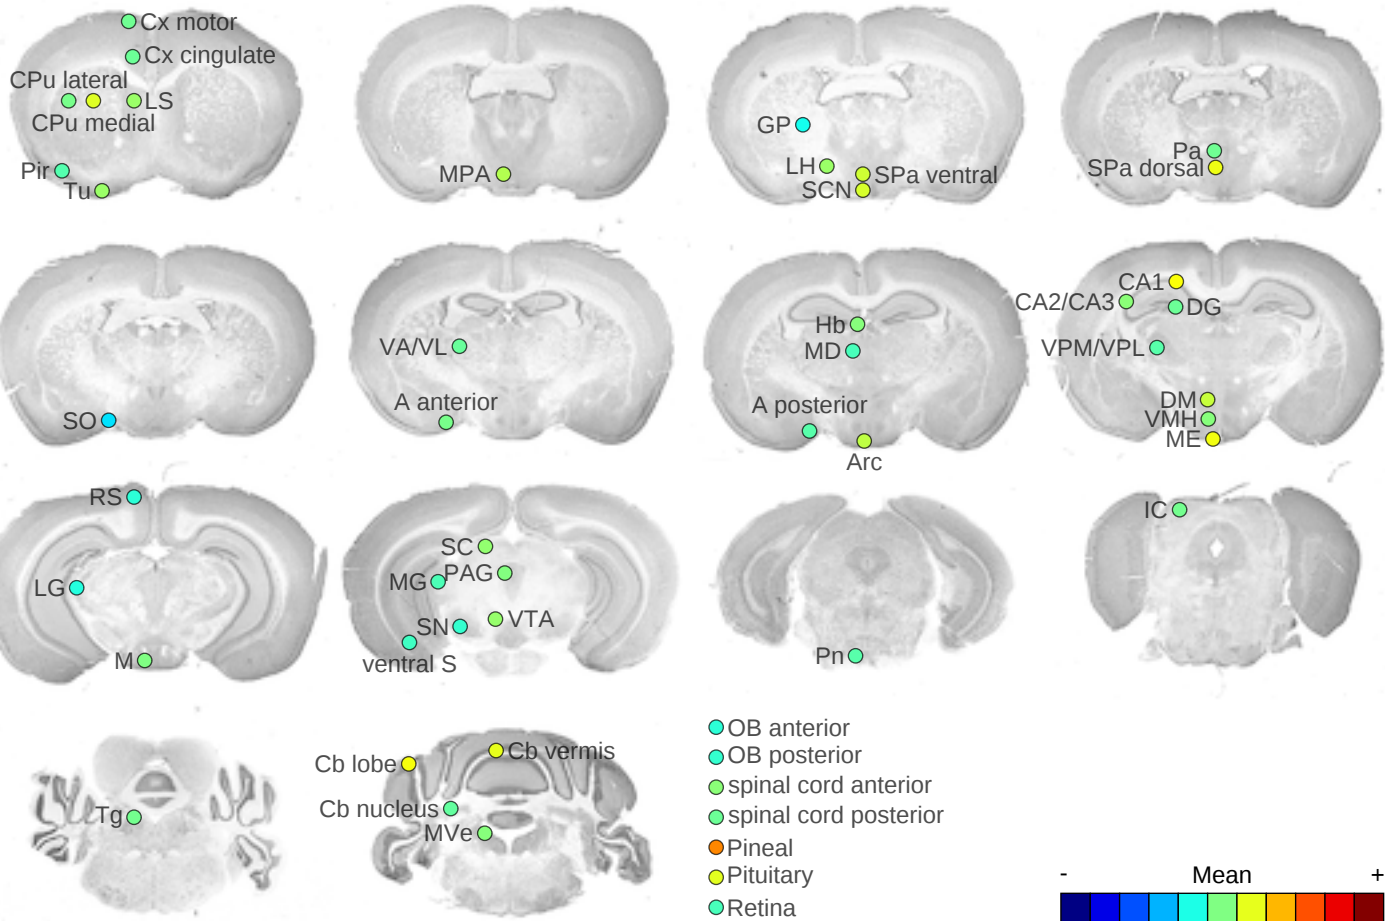 Cx motor
Cx cingulate
CPu lateral
LS
CPu medial
Pir
Tu
MPA
GP
LH
SPa ventral
SCN
Pa
SPa dorsal
SO
VA/VL
A anterior
Hb
MD
A posterior
Arc
CA1
CA2/CA3
DG
VPM/VPL
DM
VMH
ME
RS
LG
M
SC
MG
PAG
SN
VTA
ventral S
Pn
IC
Tg
Cb lobe
Cb vermis
Cb nucleus
MVe
OB anterior
OB posterior
spinal cord anterior
spinal cord posterior
Pineal
Pituitary
Retina
- Mean +